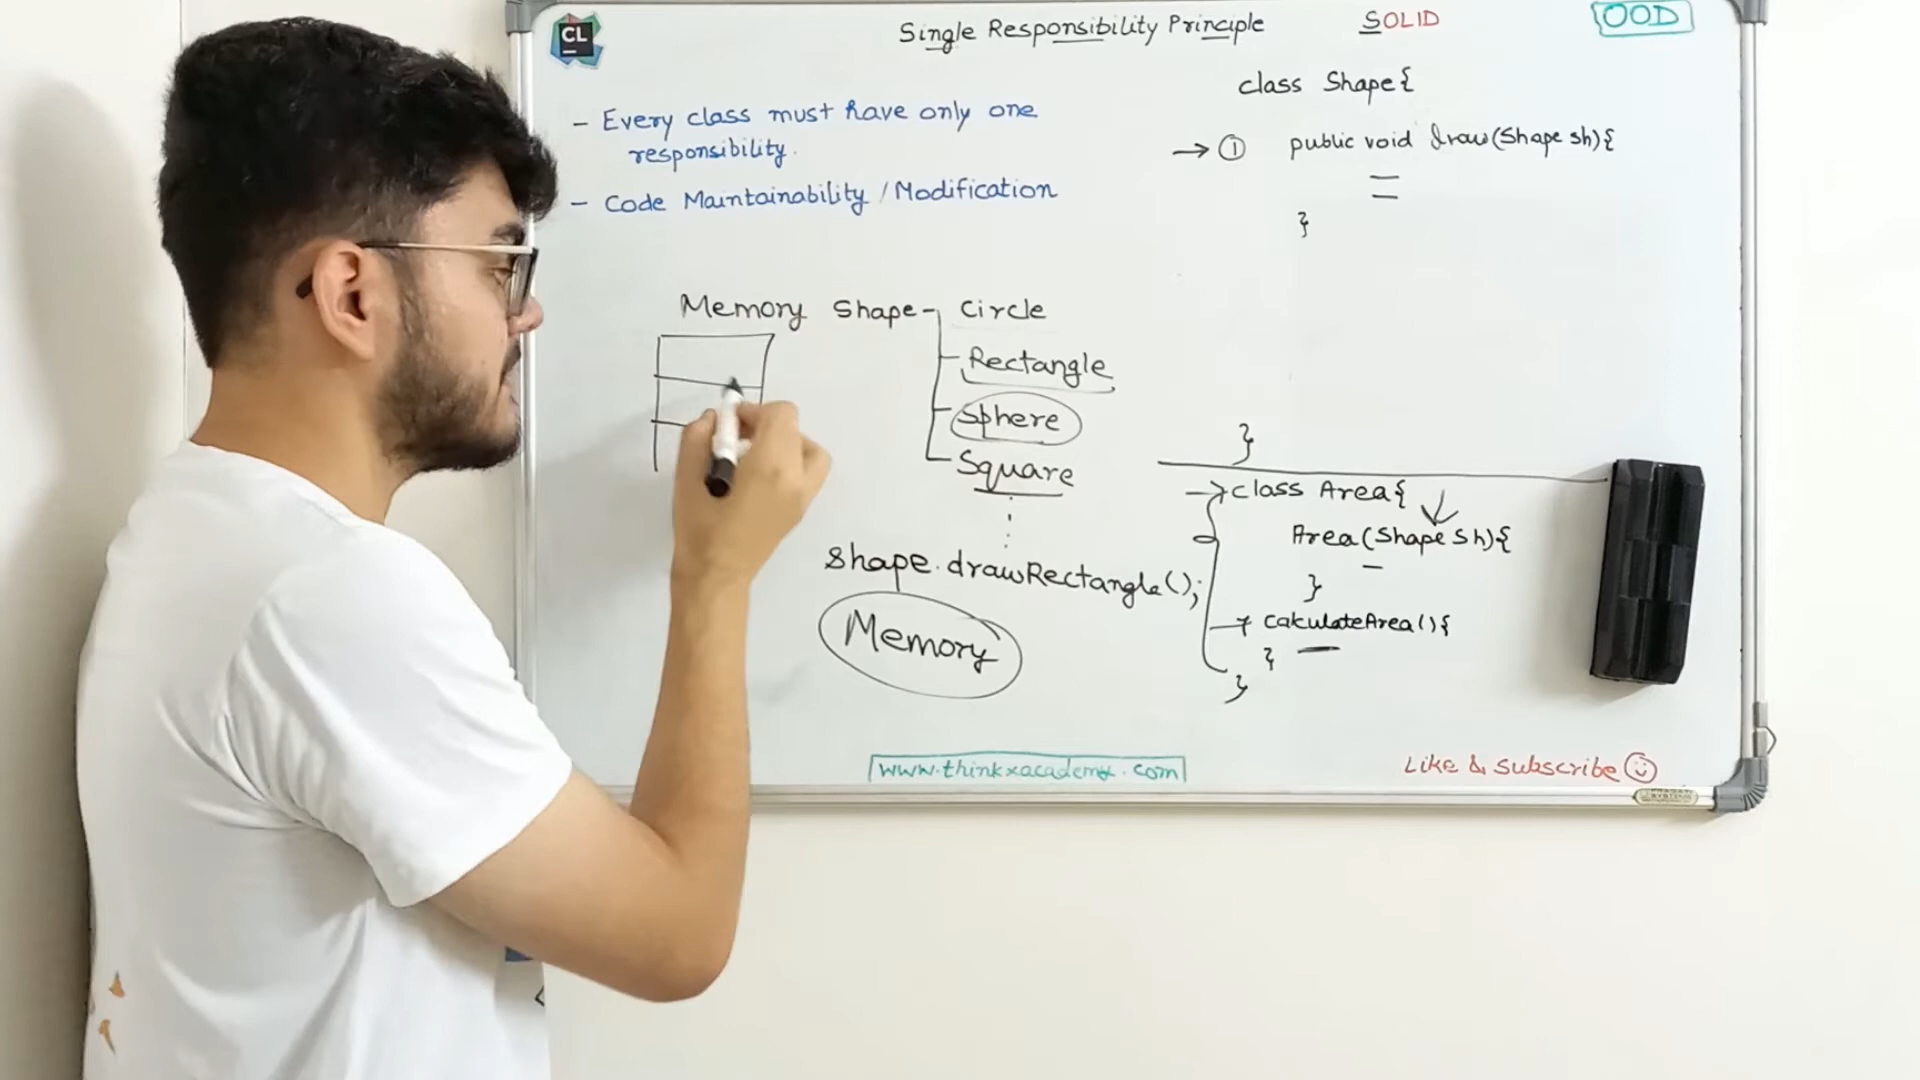 CL
Single Responsibility Principle
SOLID
OOD
- Every class must have only one
responsibility.
- Code Maintainability / Modification
class Shape{
→ ① public void draw(Shape sh){
}
}
Memory
Shape - Circle
- Rectangle
- Sphere
- Square
shape.drawRectangle();
Memory
→ class Area{
Area(Shape sh){
}
→ calculateArea(){
}
}
www.thinkxacademy.com
Like & Subscribe